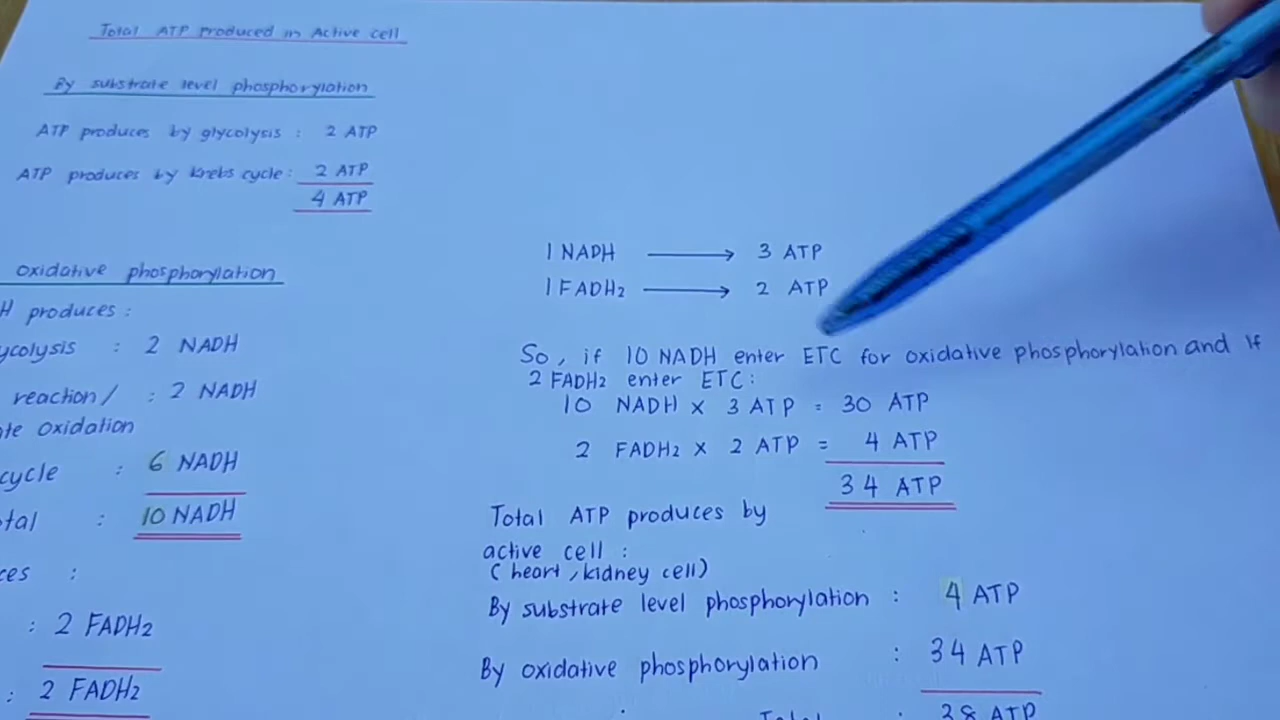 Total ATP Produced in Active cell
By substrate level phosphorylation
ATP produces by glycolysis : 2 ATP
ATP produces by krebs cycle : 2 ATP
4 ATP
oxidative phosphorylation
H produces :
ycolysis : 2 NADH
reaction / : 2 NADH
te oxidation
cycle : 6 NADH
tal : 10 NADH
ces :
: 2 FADH₂
: 2 FADH₂
1 NADH → 3 ATP
1 FADH₂ → 2 ATP
So, if 10 NADH enter ETC for oxidative phosphorylation and if
2 FADH₂ enter ETC :
10 NADH x 3 ATP = 30 ATP
2 FADH₂ x 2 ATP = 4 ATP
34 ATP
Total ATP produces by
active cell :
(heart, kidney cell)
By substrate level phosphorylation : 4 ATP
By oxidative phosphorylation : 34 ATP
Total : 38 ATP